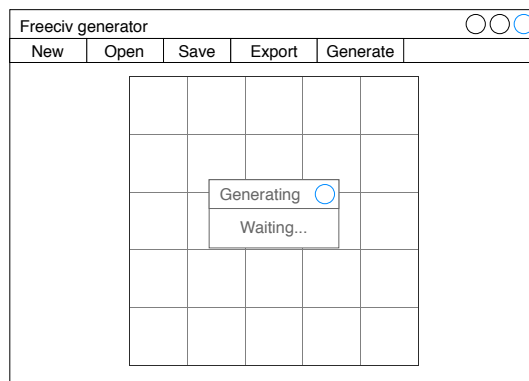 Freeciv generator
New Open Save Export Generate
Generating
Waiting...